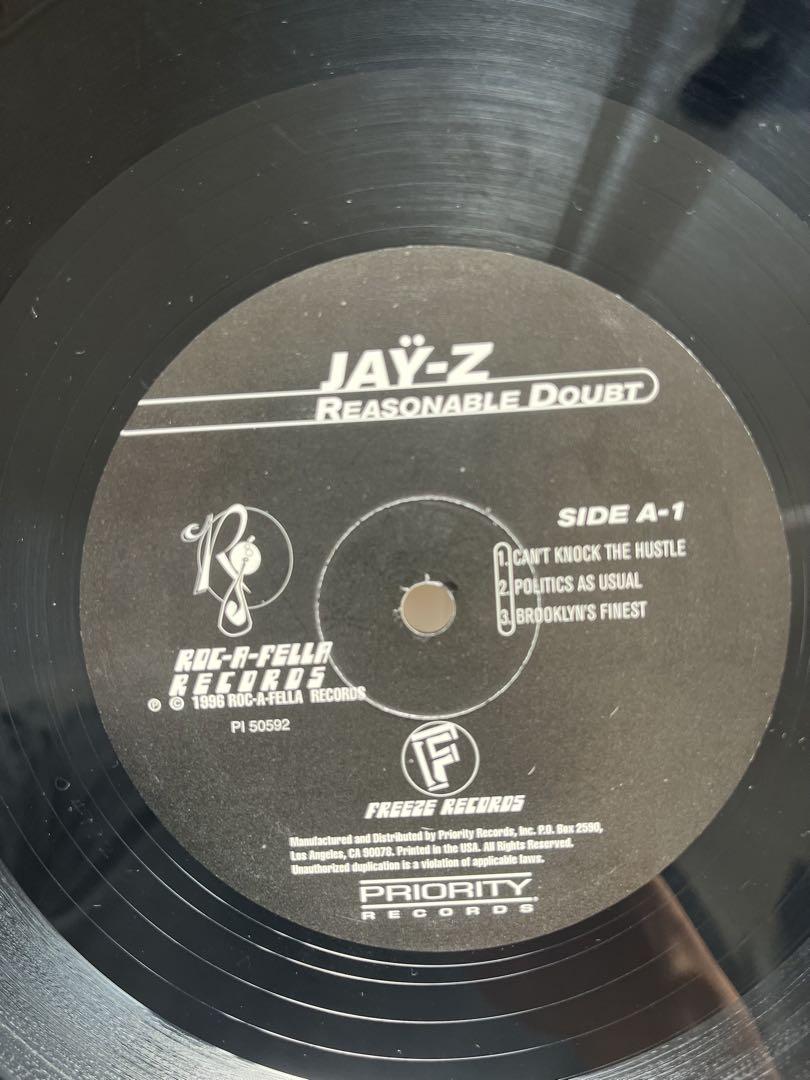 JAŸ-Z
REASONABLE DOUBT
SIDE A-1
1. CAN'T KNOCK THE HUSTLE
2. POLITICS AS USUAL
3. BROOKLYN'S FINEST
ROC-A-FELLA
RECORDS
℗ © 1996 ROC-A-FELLA RECORDS
PI 50592
F
FREEZE RECORDS
Manufactured and Distributed by Priority Records, Inc. P.O. Box 2590,
Los Angeles, CA 90078. Printed in the USA. All Rights Reserved.
Unauthorized duplication is a violation of applicable laws.
PRIORITY
RECORDS